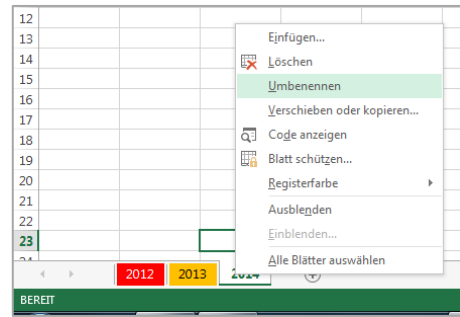 12
13
Einfügen...
14
Löschen
15
Umbenennen
16
Verschieben oder kopieren...
17
18
Code anzeigen
19
Blatt schützen...
20
Registerfarbe
21
Ausblenden
22
23
Einblenden...
24
Alle Blätter auswählen
2012 2013 2014
BEREIT